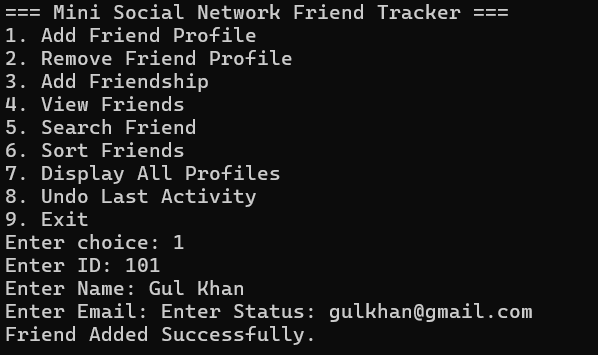 === Mini Social Network Friend Tracker ===
1. Add Friend Profile
2. Remove Friend Profile
3. Add Friendship
4. View Friends
5. Search Friend
6. Sort Friends
7. Display All Profiles
8. Undo Last Activity
9. Exit
Enter choice: 1
Enter ID: 101
Enter Name: Gul Khan
Enter Email: Enter Status: gulkhan@gmail.com
Friend Added Successfully.